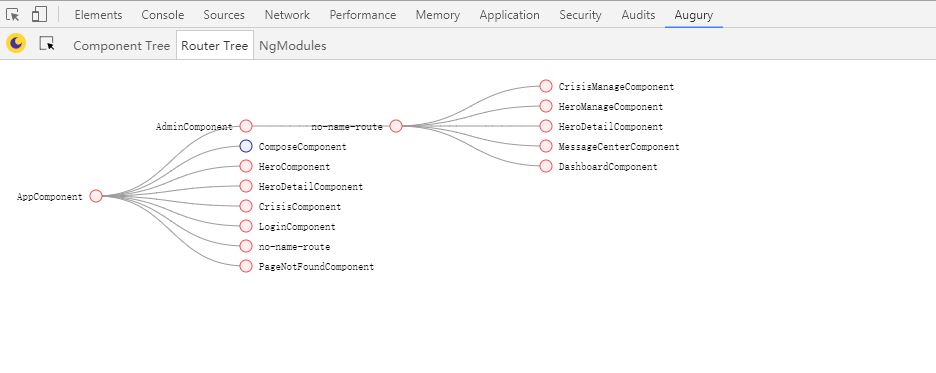 Elements Console Sources Network Performance Memory Application Security Audits Augury
Component Tree Router Tree NgModules
CrisisManageComponent
HeroManageComponent
AdminComponent no-name-route HeroDetailComponent
ComposeComponent MessageCenterComponent
HeroComponent DashboardComponent
HeroDetailComponent
AppComponent
CrisisComponent
LoginComponent
no-name-route
PageNotFoundComponent